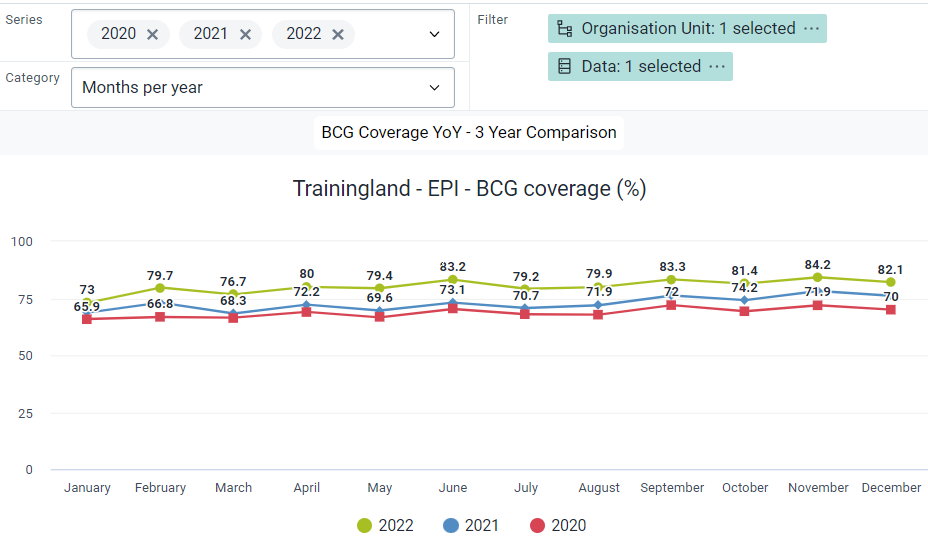 Series
2020 2021 2022
Filter
Organisation Unit: 1 selected
Category
Months per year
Data: 1 selected
BCG Coverage YoY - 3 Year Comparison
Trainingland - EPI - BCG coverage (%)
100
75
50
25
0
73 79.7 76.7 80 79.4 83.2 79.2 79.9 83.3 81.4 84.2 82.1
65.9 66.8 68.3 72.2 69.6 73.1 70.7 71.9 72 74.2 71.9 70
January February March April May June July August September October November December
2022 2021 2020